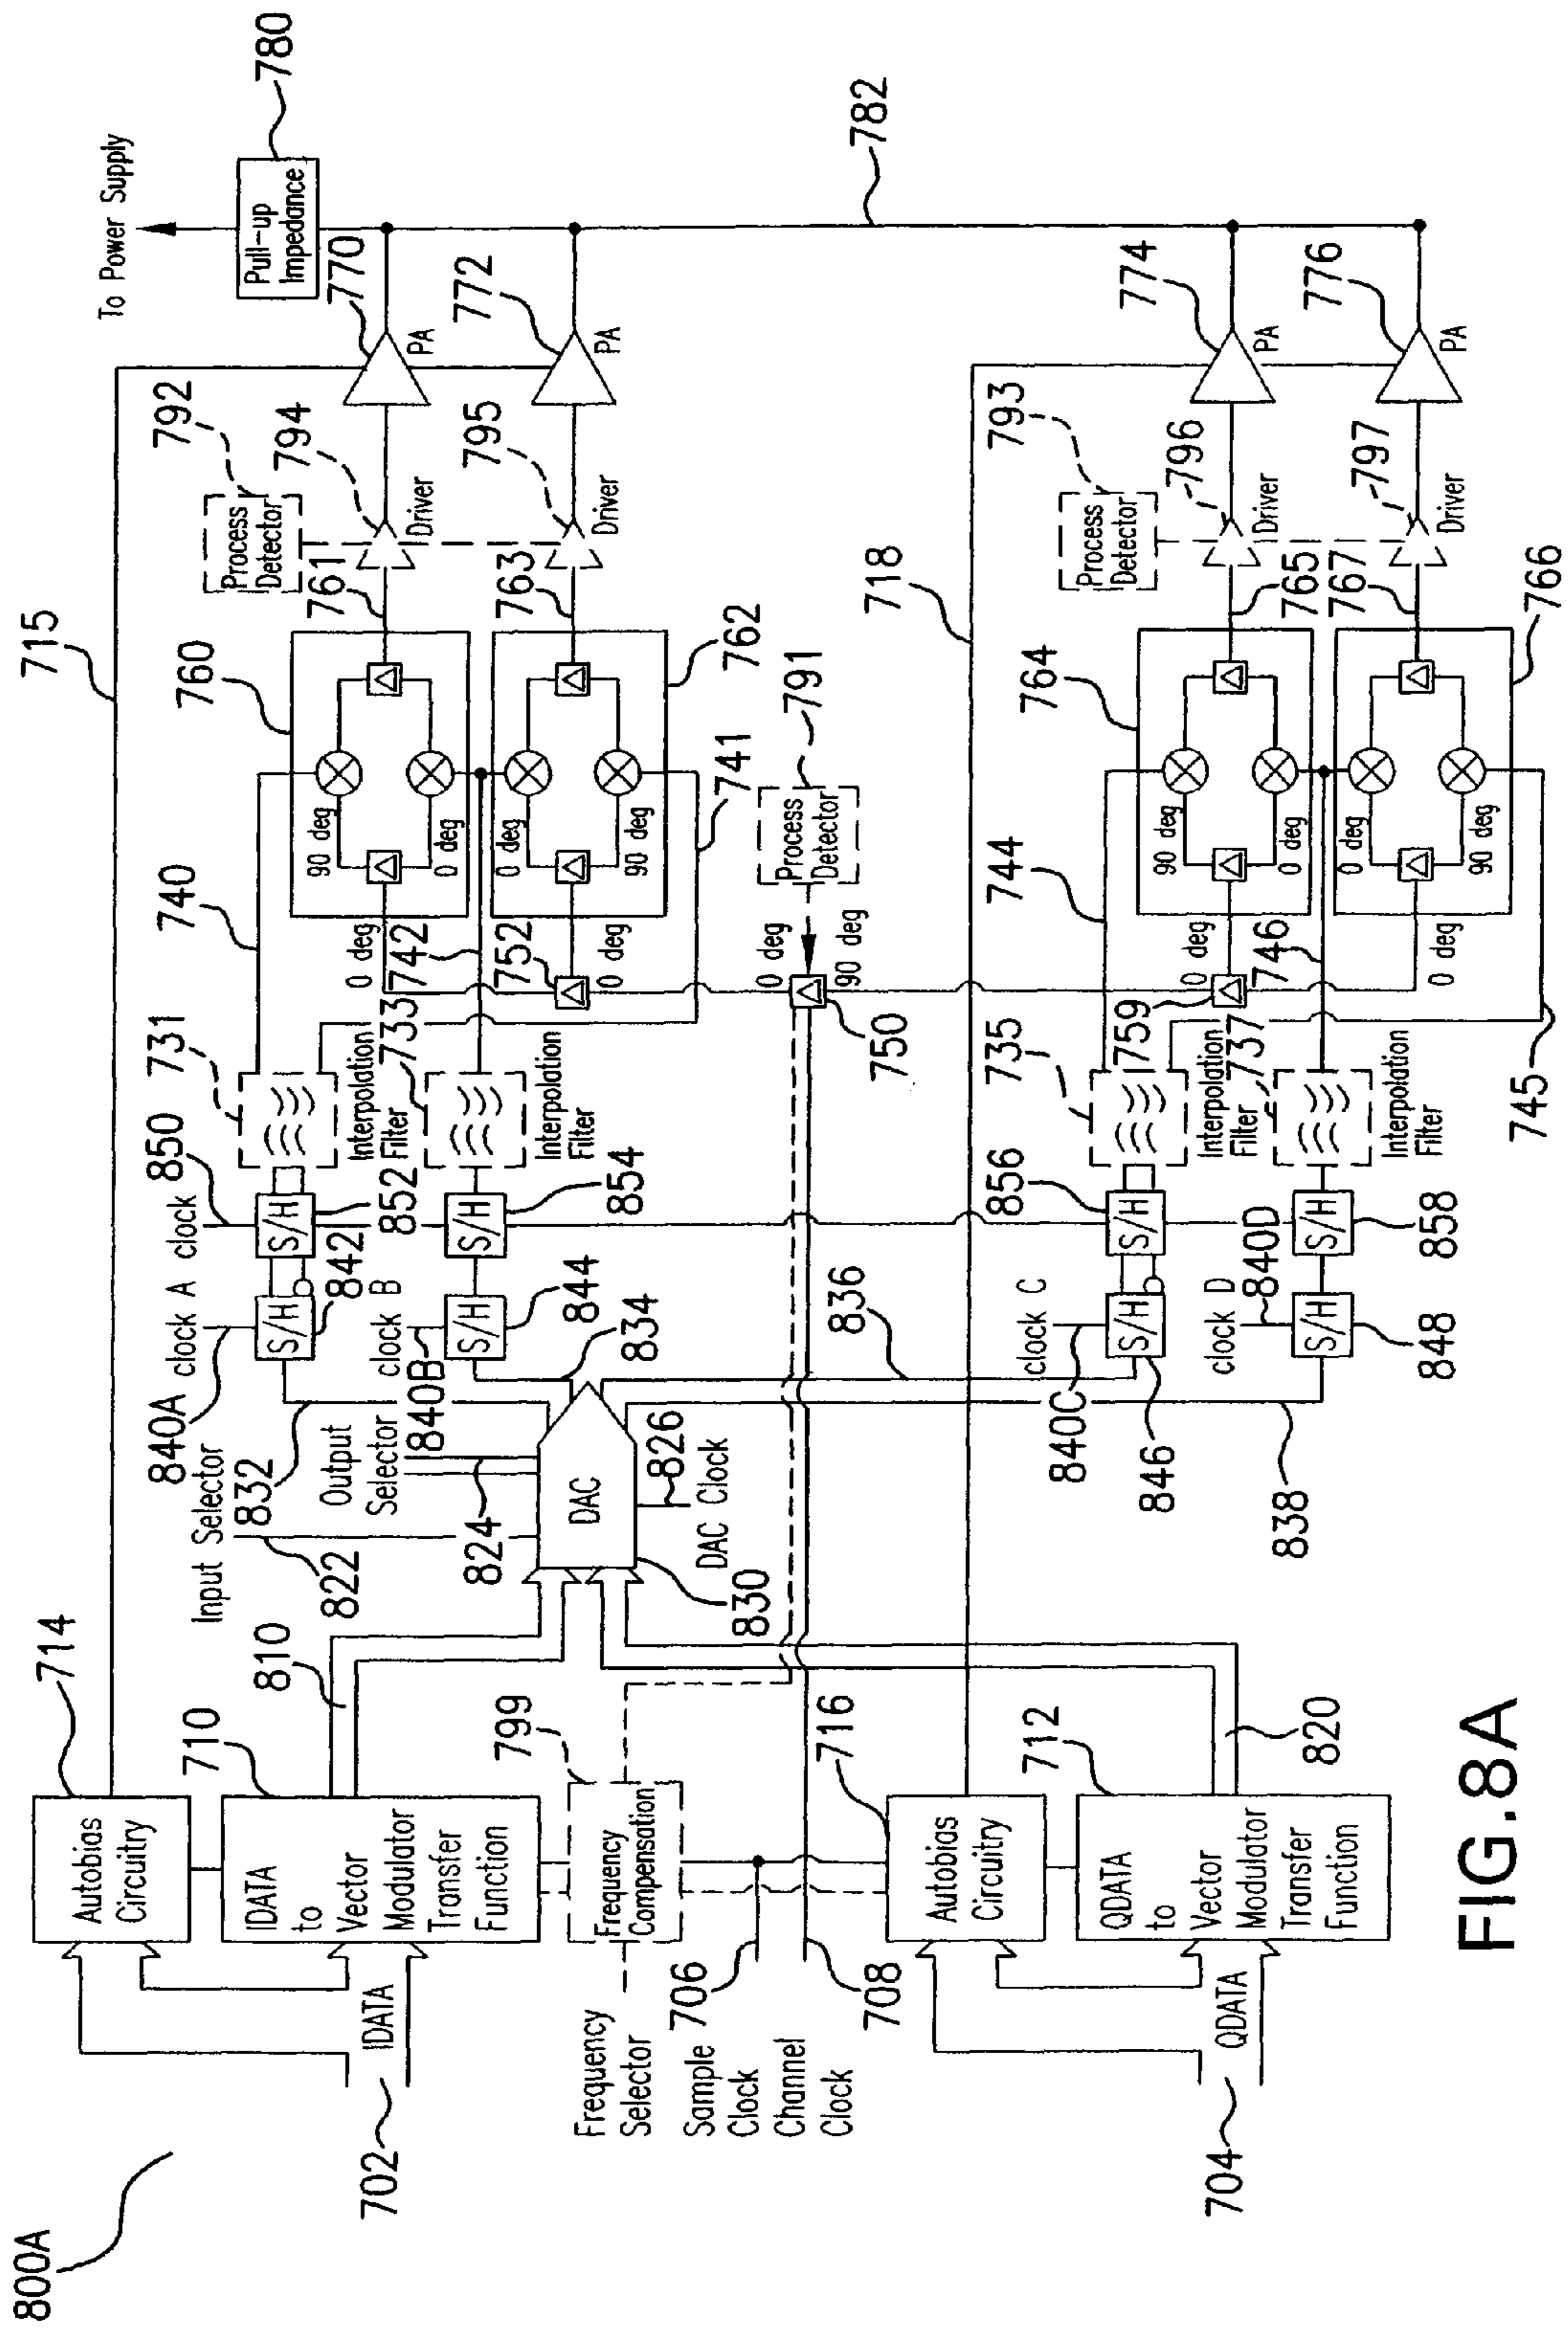 800A
702
IDATA
714
Autobias
Circuitry
710
IDATA
to
Vector
Modulator
Transfer
Function
Frequency
Selector
799
Frequency
Compensation
Sample
Clock
706
Channel
Clock
708
716
Autobias
Circuitry
712
QDATA
to
Vector
Modulator
Transfer
Function
704
QDATA
810
820
715
718
Input Selector
822
Output
Selector
824
DAC
830
826
DAC Clock
832
834
836
838
840A
clock A
S/H
842
840B
clock B
S/H
844
840C
clock C
S/H
846
840D
clock D
S/H
848
850
clock
S/H
852
S/H
854
S/H
856
S/H
858
731
Interpolation
Filter
733
Interpolation
Filter
735
Interpolation
Filter
737
Interpolation
Filter
740
741
742
744
745
746
0 deg
752
0 deg
0 deg
750
90 deg
0 deg
759
0 deg
Process
Detector
791
760
90 deg
0 deg
761
762
0 deg
90 deg
763
764
90 deg
0 deg
765
766
0 deg
90 deg
767
Process
Detector
792
794
Driver
795
Driver
Process
Detector
793
796
Driver
797
Driver
770
PA
772
PA
774
PA
776
PA
To Power Supply
Pull-up
Impedance
780
782
FIG.8A